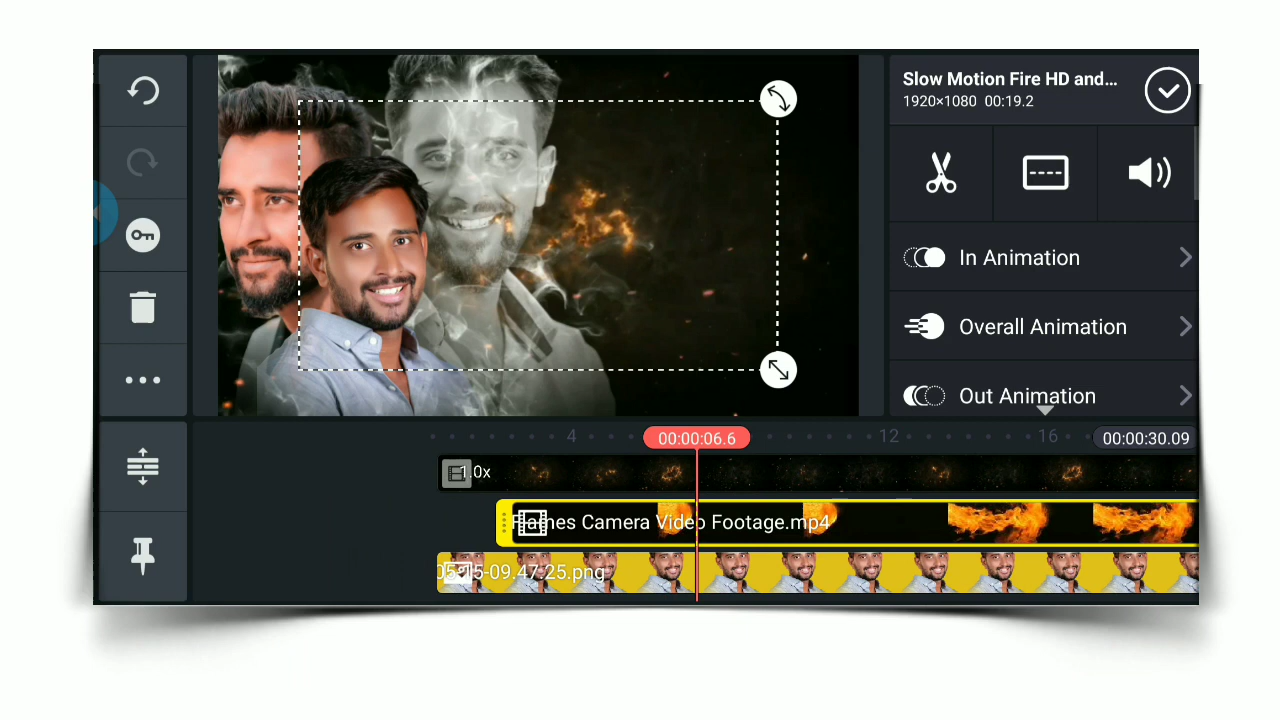 Slow Motion Fire HD and...
1920×1080 00:19.2
In Animation
Overall Animation
Out Animation
4
00:00:06.6
12
16
00:00:30.09
1.0x
Flames Camera Video Footage.mp4
05-15-09.47.25.png